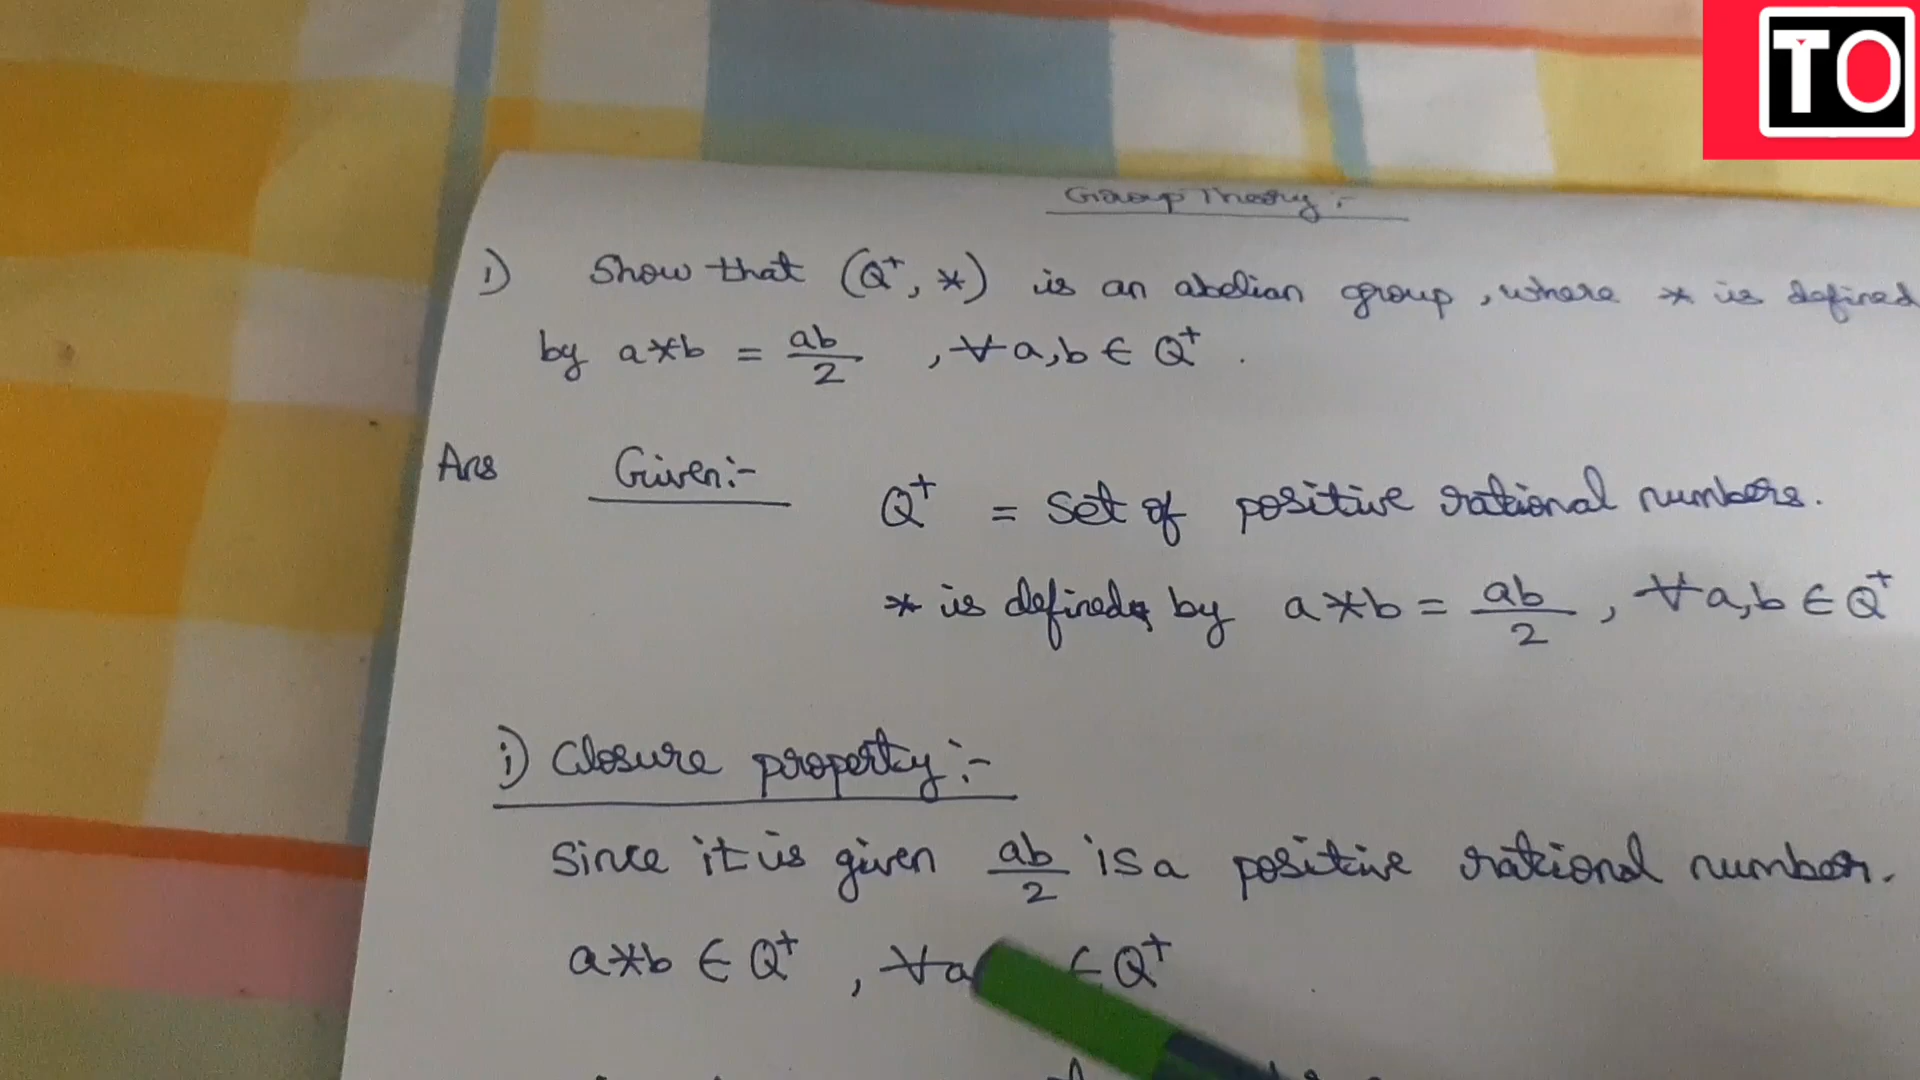 TO
Group Theory :-
1) Show that (Q⁺, *) is an abelian group, where * is defined
by a*b = ab/2 , ∀a,b ∈ Q⁺ .
Ans Given:- Q⁺ = Set of positive rational numbers.
* is defined by a*b = ab/2 , ∀a,b ∈ Q⁺
i) Closure property:-
Since it is given ab/2 is a positive rational number.
a*b ∈ Q⁺ , ∀a ∈ Q⁺